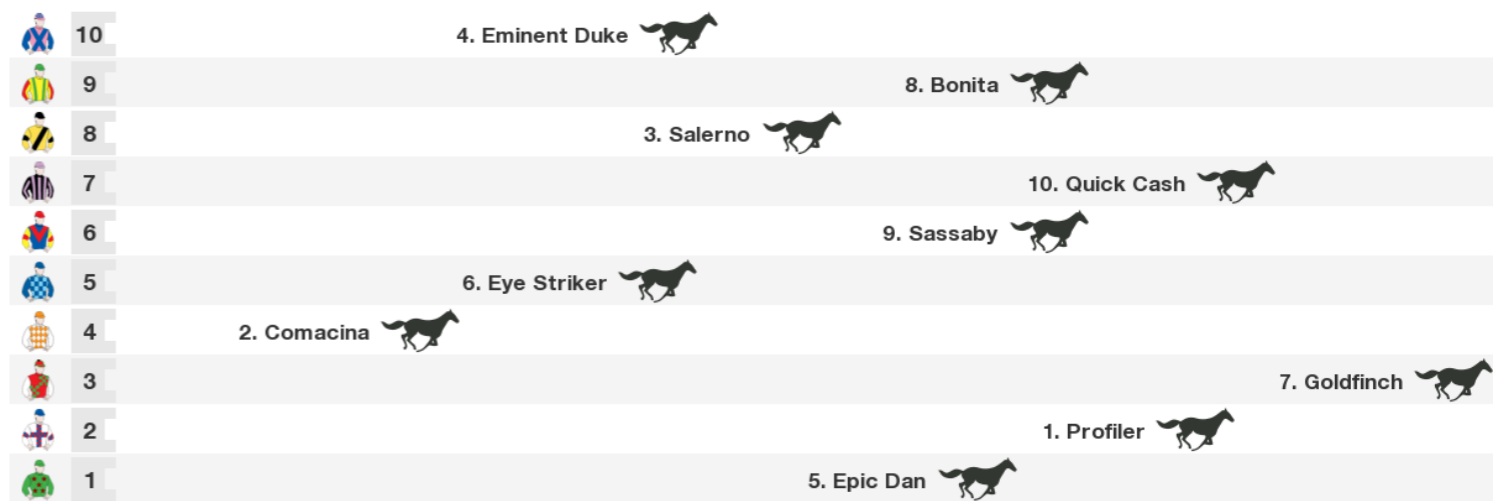 10 4. Eminent Duke
9 8. Bonita
8 3. Salerno
7 10. Quick Cash
6 9. Sassaby
5 6. Eye Striker
4 2. Comacina
3 7. Goldfinch
2 1. Profiler
1 5. Epic Dan